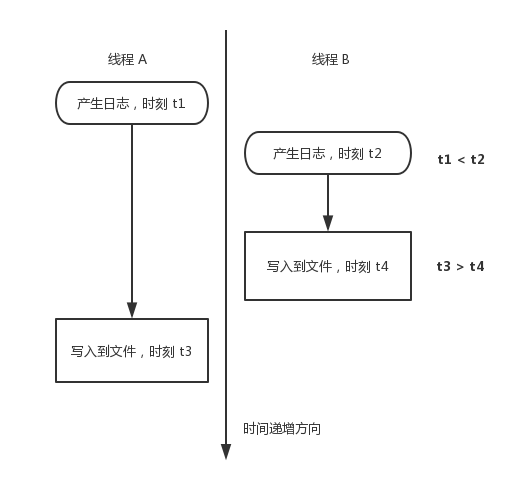 线程 A
线程 B
产生日志，时刻 t1
产生日志，时刻 t2
t1 < t2
写入到文件，时刻 t4
t3 > t4
写入到文件，时刻 t3
时间递增方向